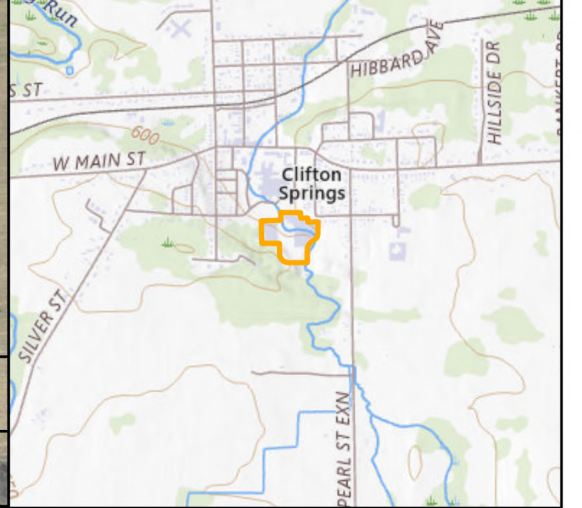 Run
HIBBARD AVE
S ST
HILLSIDE DR
600
W MAIN ST
Clifton
Springs
SILVER ST
PEARL ST EXN